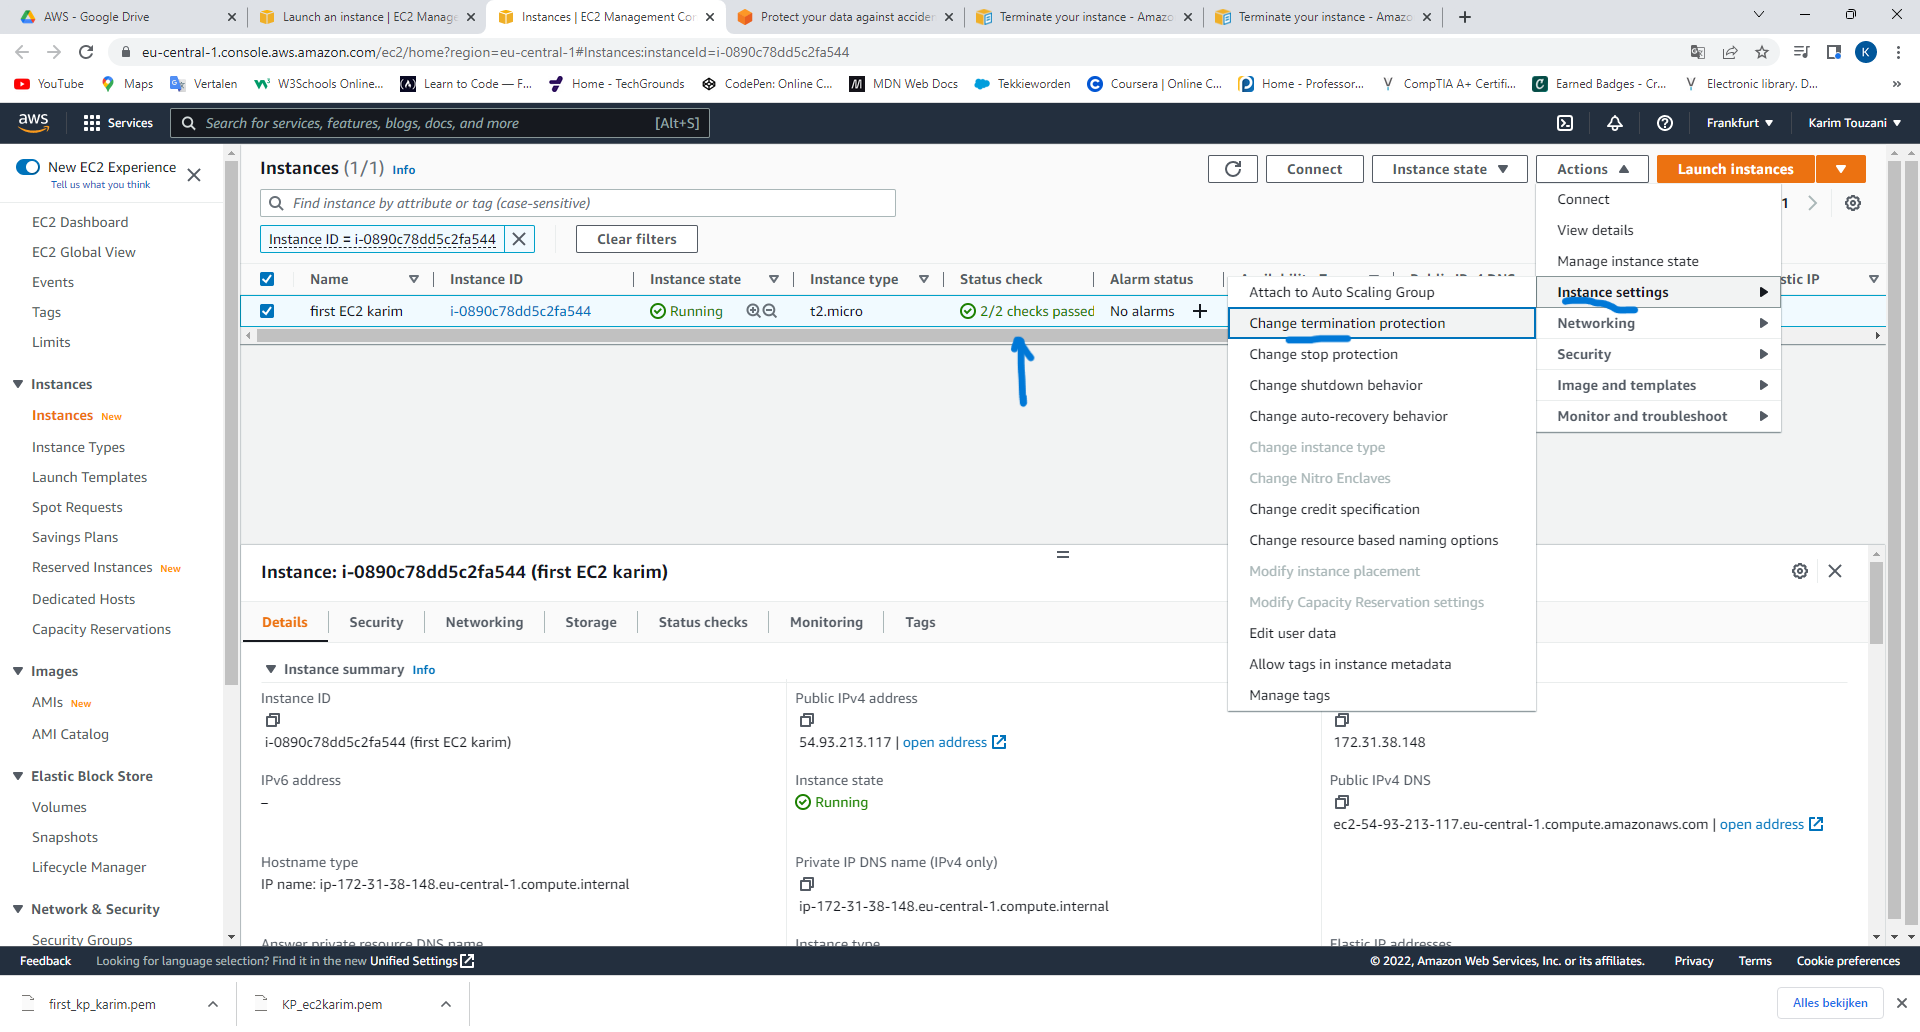 AWS - Google Drive
Launch an instance | EC2 Manage
Instances | EC2 Management Con
Protect your data against acciden
Terminate your instance - Amazo
Terminate your instance - Amazo
eu-central-1.console.aws.amazon.com/ec2/home?region=eu-central-1#Instances:instanceId=i-0890c78dd5c2fa544
K
YouTube
Maps
Vertalen
W3Schools Online...
Learn to Code — F...
Home - TechGrounds
CodePen: Online C...
MDN Web Docs
Tekkieworden
Coursera | Online C...
Home - Professor...
CompTIA A+ Certifi...
Earned Badges - Cr...
Electronic library. D...
»
aws
Services
Search for services, features, blogs, docs, and more
[Alt+S]
Frankfurt
Karim Touzani
New EC2 Experience
Tell us what you think
EC2 Dashboard
EC2 Global View
Events
Tags
Limits
Instances
Instances New
Instance Types
Launch Templates
Spot Requests
Savings Plans
Reserved Instances New
Dedicated Hosts
Capacity Reservations
Images
AMIs New
AMI Catalog
Elastic Block Store
Volumes
Snapshots
Lifecycle Manager
Network & Security
Security Groups
Instances (1/1) Info
Connect
Instance state
Actions
Launch instances
Find instance by attribute or tag (case-sensitive)
1
Instance ID = i-0890c78dd5c2fa544
Clear filters
Name
Instance ID
Instance state
Instance type
Status check
Alarm status
stic IP
first EC2 karim
i-0890c78dd5c2fa544
Running
t2.micro
2/2 checks passed
No alarms
Connect
View details
Manage instance state
Instance settings
Networking
Security
Image and templates
Monitor and troubleshoot
Attach to Auto Scaling Group
Change termination protection
Change stop protection
Change shutdown behavior
Change auto-recovery behavior
Change instance type
Change Nitro Enclaves
Change credit specification
Change resource based naming options
Modify instance placement
Modify Capacity Reservation settings
Edit user data
Allow tags in instance metadata
Manage tags
Instance: i-0890c78dd5c2fa544 (first EC2 karim)
Details
Security
Networking
Storage
Status checks
Monitoring
Tags
Instance summary Info
Instance ID
i-0890c78dd5c2fa544 (first EC2 karim)
Public IPv4 address
54.93.213.117 | open address
172.31.38.148
IPv6 address
–
Instance state
Running
Public IPv4 DNS
ec2-54-93-213-117.eu-central-1.compute.amazonaws.com | open address
Hostname type
IP name: ip-172-31-38-148.eu-central-1.compute.internal
Private IP DNS name (IPv4 only)
ip-172-31-38-148.eu-central-1.compute.internal
Answer private resource DNS name
Instance type
Elastic IP addresses
Feedback
Looking for language selection? Find it in the new Unified Settings
© 2022, Amazon Web Services, Inc. or its affiliates.
Privacy
Terms
Cookie preferences
first_kp_karim.pem
KP_ec2karim.pem
Alles bekijken